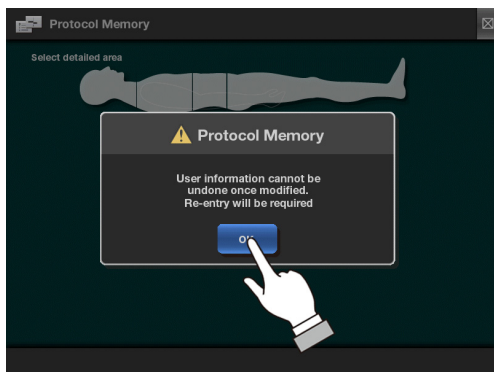 Protocol Memory
Select detailed area
Protocol Memory
User information cannot be
undone once modified.
Re-entry will be required
OK